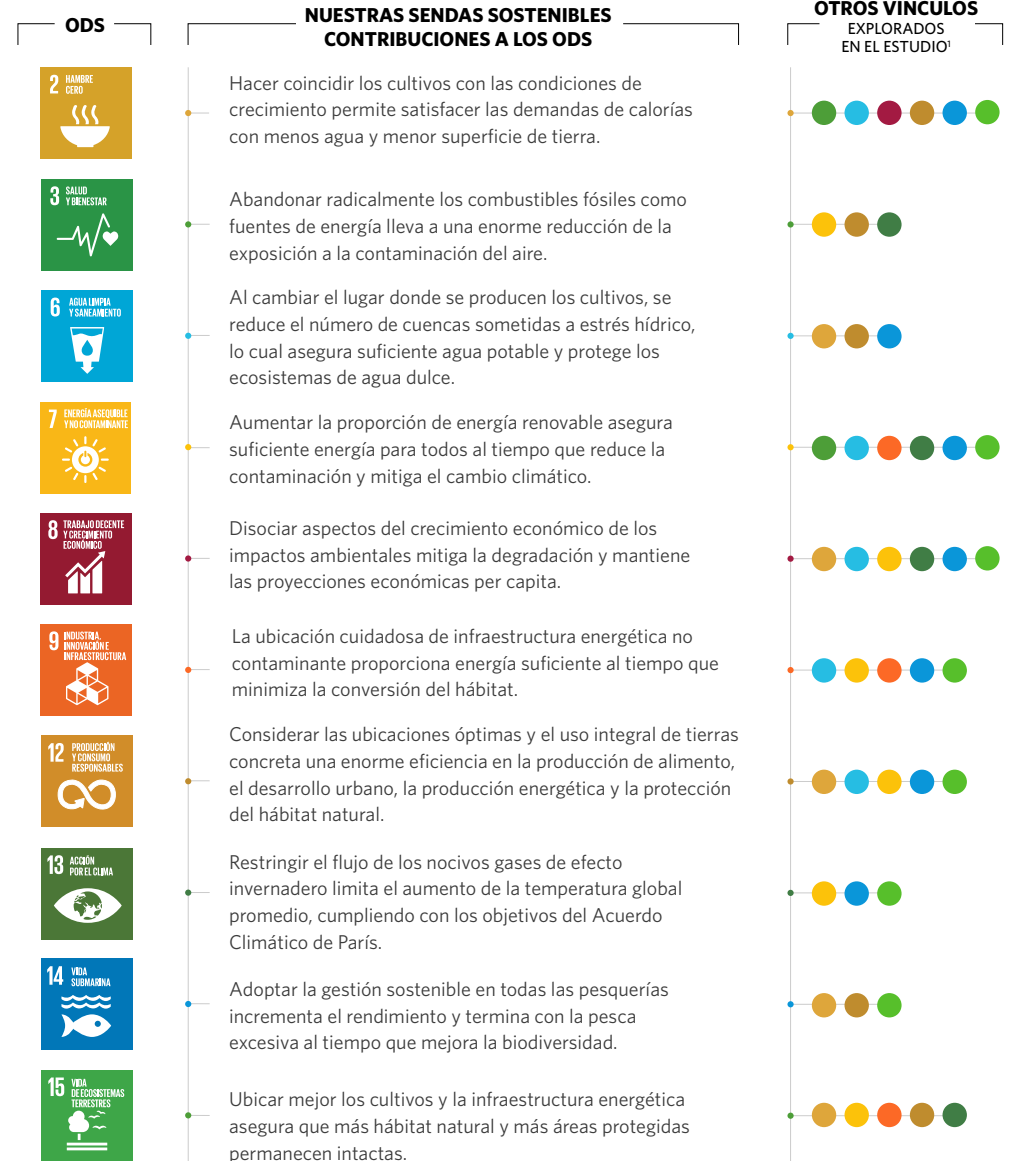 ODS
NUESTRAS SENDAS SOSTENIBLES
CONTRIBUCIONES A LOS ODS
OTROS VÍNCULOS
EXPLORADOS
EN EL ESTUDIO¹
2 HAMBRE
CERO
Hacer coincidir los cultivos con las condiciones de
crecimiento permite satisfacer las demandas de calorías
con menos agua y menor superficie de tierra.
3 SALUD
Y BIENESTAR
Abandonar radicalmente los combustibles fósiles como
fuentes de energía lleva a una enorme reducción de la
exposición a la contaminación del aire.
6 AGUA LIMPIA
Y SANEAMIENTO
Al cambiar el lugar donde se producen los cultivos, se
reduce el número de cuencas sometidas a estrés hídrico,
lo cual asegura suficiente agua potable y protege los
ecosistemas de agua dulce.
7 ENERGÍA ASEQUIBLE
Y NO CONTAMINANTE
Aumentar la proporción de energía renovable asegura
suficiente energía para todos al tiempo que reduce la
contaminación y mitiga el cambio climático.
8 TRABAJO DECENTE
Y CRECIMIENTO
ECONÓMICO
Disociar aspectos del crecimiento económico de los
impactos ambientales mitiga la degradación y mantiene
las proyecciones económicas per capita.
9 INDUSTRIA,
INNOVACIÓN E
INFRAESTRUCTURA
La ubicación cuidadosa de infraestructura energética no
contaminante proporciona energía suficiente al tiempo que
minimiza la conversión del hábitat.
12 PRODUCCIÓN
Y CONSUMO
RESPONSABLES
Considerar las ubicaciones óptimas y el uso integral de tierras
concreta una enorme eficiencia en la producción de alimento,
el desarrollo urbano, la producción energética y la protección
del hábitat natural.
13 ACCIÓN
POR EL CLIMA
Restringir el flujo de los nocivos gases de efecto
invernadero limita el aumento de la temperatura global
promedio, cumpliendo con los objetivos del Acuerdo
Climático de París.
14 VIDA
SUBMARINA
Adoptar la gestión sostenible en todas las pesquerías
incrementa el rendimiento y termina con la pesca
excesiva al tiempo que mejora la biodiversidad.
15 VIDA
DE ECOSISTEMAS
TERRESTRES
Ubicar mejor los cultivos y la infraestructura energética
asegura que más hábitat natural y más áreas protegidas
permanecen intactas.